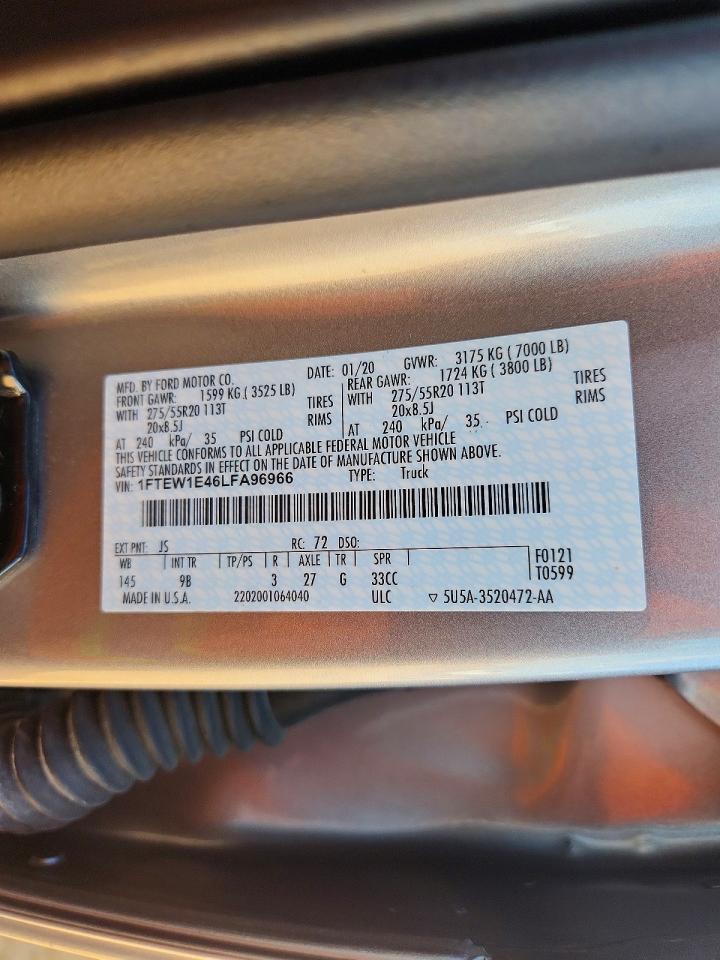 MFD. BY FORD MOTOR CO. DATE: 01/20 GVWR: 3175 KG ( 7000 LB)
FRONT GAWR: 1599 KG ( 3525 LB) REAR GAWR: 1724 KG ( 3800 LB)
WITH 275/55R20 113T TIRES WITH 275/55R20 113T TIRES
20x8.5J RIMS 20x8.5J RIMS
AT 240 kPa/ 35 PSI COLD AT 240 kPa/ 35 PSI COLD
THIS VEHICLE CONFORMS TO ALL APPLICABLE FEDERAL MOTOR VEHICLE
SAFETY STANDARDS IN EFFECT ON THE DATE OF MANUFACTURE SHOWN ABOVE.
VIN: 1FTEW1E46LFA96966 TYPE: Truck
EXT PNT: JS RC: 72 DSO:
WB INT TR TP/PS R AXLE TR SPR F0121
145 9B 3 27 G 33CC T0599
MADE IN U.S.A. 2202001064040 ULC ▽ 5U5A-3520472-AA